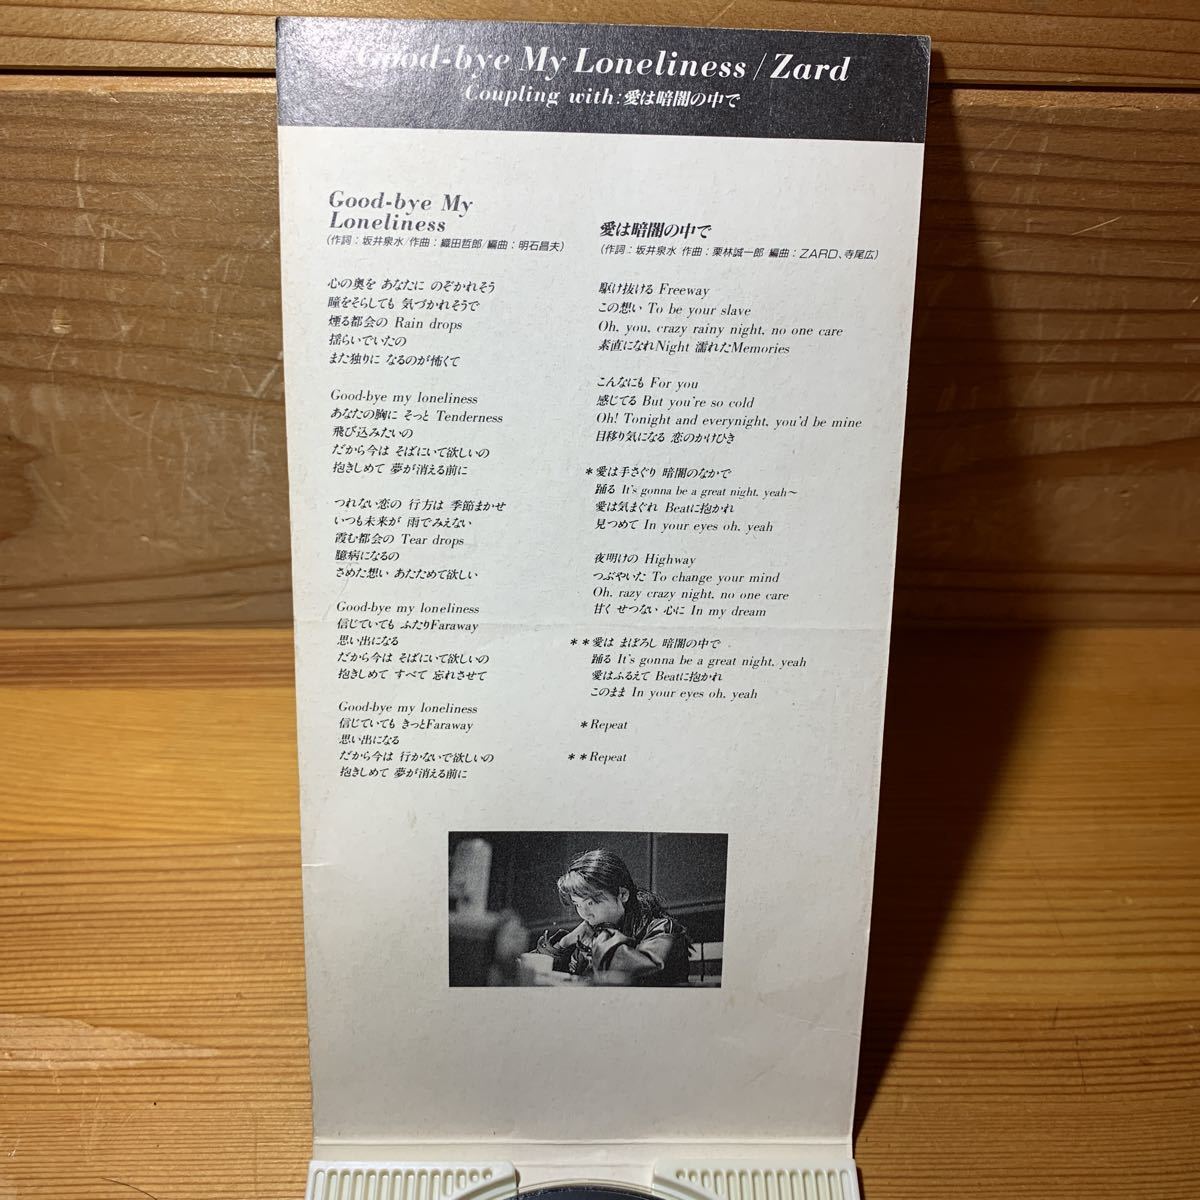 Good-bye My Loneliness / Zard
Coupling with: 愛は暗闇の中で
Good-bye My
Loneliness
(作詞：坂井泉水/作曲：織田哲郎/編曲：明石昌夫)
心の奥を あなたに のぞかれそう
瞳をそらしても 気づかれそうで
煙る都会の Rain drops
揺らいでいたの
また独りに なるのが怖くて
Good-bye my loneliness
あなたの胸に そっと Tenderness
飛び込みたいの
だから今は そばにいて欲しいの
抱きしめて 夢が消える前に
つれない恋の 行方は 季節まかせ
いつも未来が 雨でみえない
霞む都会の Tear drops
臆病になるの
さめた想い あたためて欲しい
Good-bye my loneliness
信じていても ふたりFaraway
思い出になる
だから今は そばにいて欲しいの
抱きしめて すべて 忘れさせて
Good-bye my loneliness
信じていても きっとFaraway
思い出になる
だから今は 行かないで欲しいの
抱きしめて 夢が消える前に
愛は暗闇の中で
(作詞：坂井泉水 作曲：栗林誠一郎 編曲：ZARD、寺尾広)
駆け抜ける Freeway
この想い To be your slave
Oh, you, crazy rainy night, no one care
素直になれNight 濡れたMemories
こんなにも For you
感じてる But you're so cold
Oh! Tonight and everynight, you'd be mine
目移り気になる 恋のかけひき
＊愛は手さぐり 暗闇のなかで
踊る It's gonna be a great night, yeah〜
愛は気まぐれ Beatに抱かれ
見つめて In your eyes oh, yeah
夜明けの Highway
つぶやいた To change your mind
Oh, razy crazy night, no one care
甘く せつない 心に In my dream
＊＊愛は まぼろし 暗闇の中で
踊る It's gonna be a great night, yeah
愛はふるえて Beatに抱かれ
このまま In your eyes oh, yeah
＊Repeat
＊＊Repeat